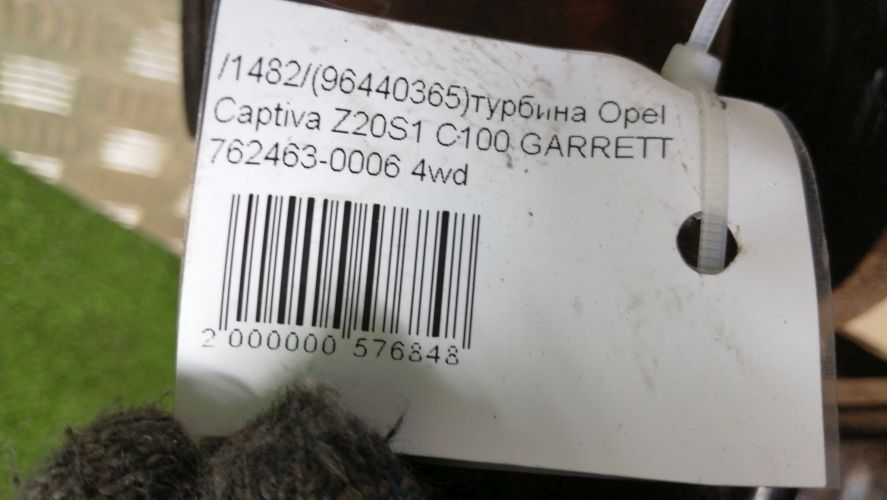 /1482/(96440365)турбина Opel
Captiva Z20S1 C100 GARRETT
762463-0006 4wd
2 000000 576848